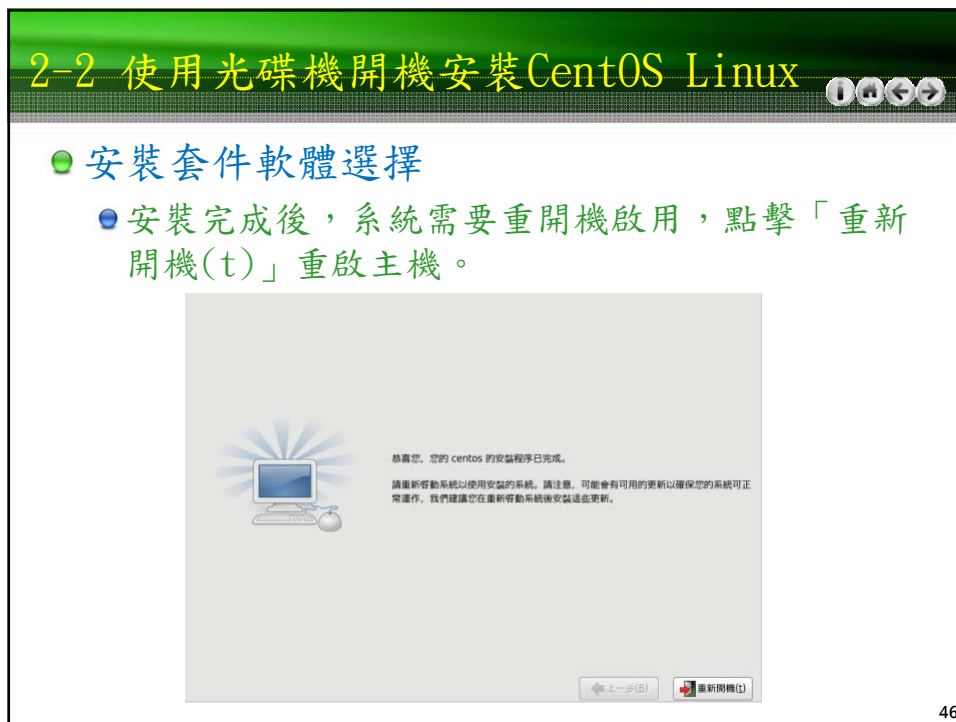 2-2 使用光碟機開機安裝CentOS Linux
安裝套件軟體選擇
安裝完成後，系統需要重開機啟用，點擊「重新
開機(t)」重啟主機。
恭喜您，您的 centos 的安裝程序已完成。
請重新啟動系統以使用安裝的系統。請注意，可能會有可用的更新以確保您的系統可正
常運作，我們建議您在重新啟動系統後安裝這些更新。
上一步(B)
重新開機(t)
46